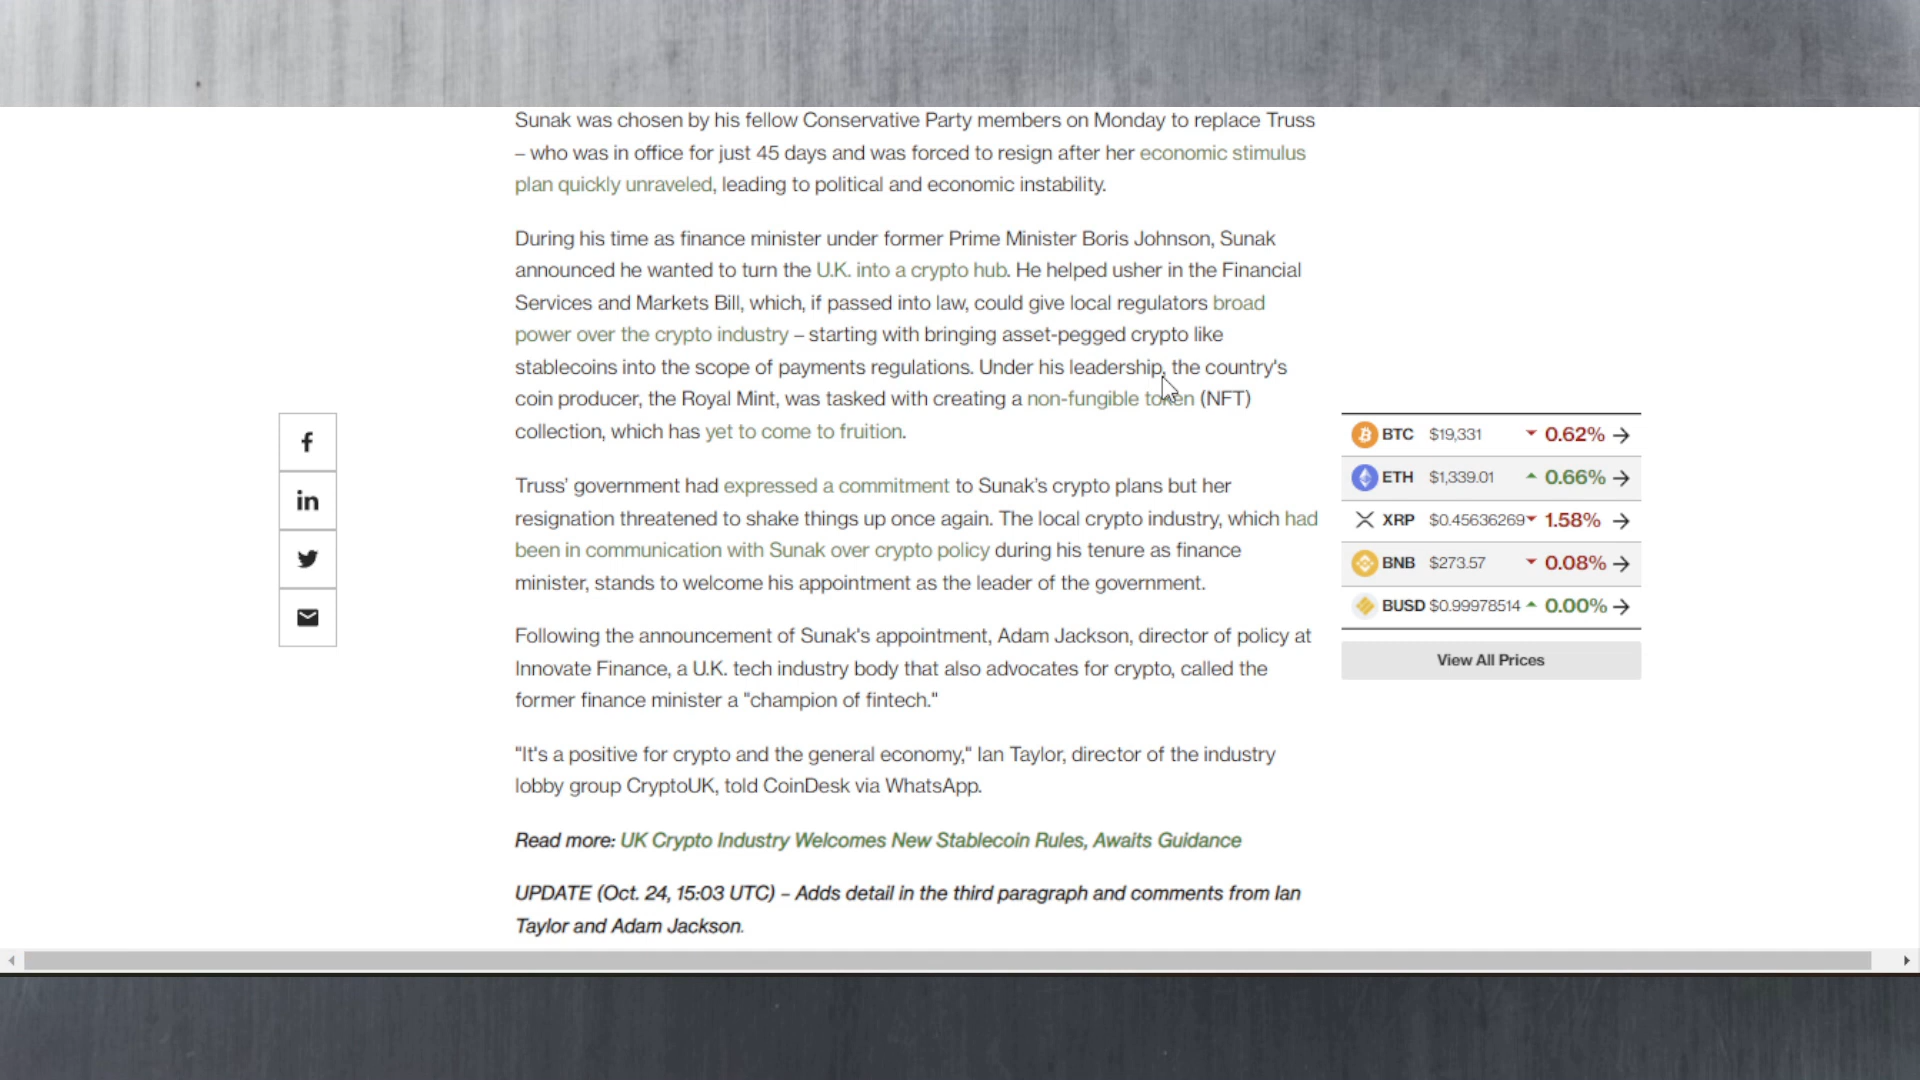 Sunak was chosen by his fellow Conservative Party members on Monday to replace Truss
– who was in office for just 45 days and was forced to resign after her economic stimulus
plan quickly unraveled, leading to political and economic instability.
During his time as finance minister under former Prime Minister Boris Johnson, Sunak
announced he wanted to turn the U.K. into a crypto hub. He helped usher in the Financial
Services and Markets Bill, which, if passed into law, could give local regulators broad
power over the crypto industry – starting with bringing asset-pegged crypto like
stablecoins into the scope of payments regulations. Under his leadership, the country's
coin producer, the Royal Mint, was tasked with creating a non-fungible token (NFT)
collection, which has yet to come to fruition.
Truss' government had expressed a commitment to Sunak's crypto plans but her
resignation threatened to shake things up once again. The local crypto industry, which had
been in communication with Sunak over crypto policy during his tenure as finance
minister, stands to welcome his appointment as the leader of the government.
Following the announcement of Sunak's appointment, Adam Jackson, director of policy at
Innovate Finance, a U.K. tech industry body that also advocates for crypto, called the
former finance minister a "champion of fintech."
"It's a positive for crypto and the general economy," Ian Taylor, director of the industry
lobby group CryptoUK, told CoinDesk via WhatsApp.
Read more: UK Crypto Industry Welcomes New Stablecoin Rules, Awaits Guidance
UPDATE (Oct. 24, 15:03 UTC) – Adds detail in the third paragraph and comments from Ian
Taylor and Adam Jackson.
BTC $19,331 0.62%
ETH $1,339.01 0.66%
XRP $0.45636269 1.58%
BNB $273.57 0.08%
BUSD $0.99978514 0.00%
View All Prices